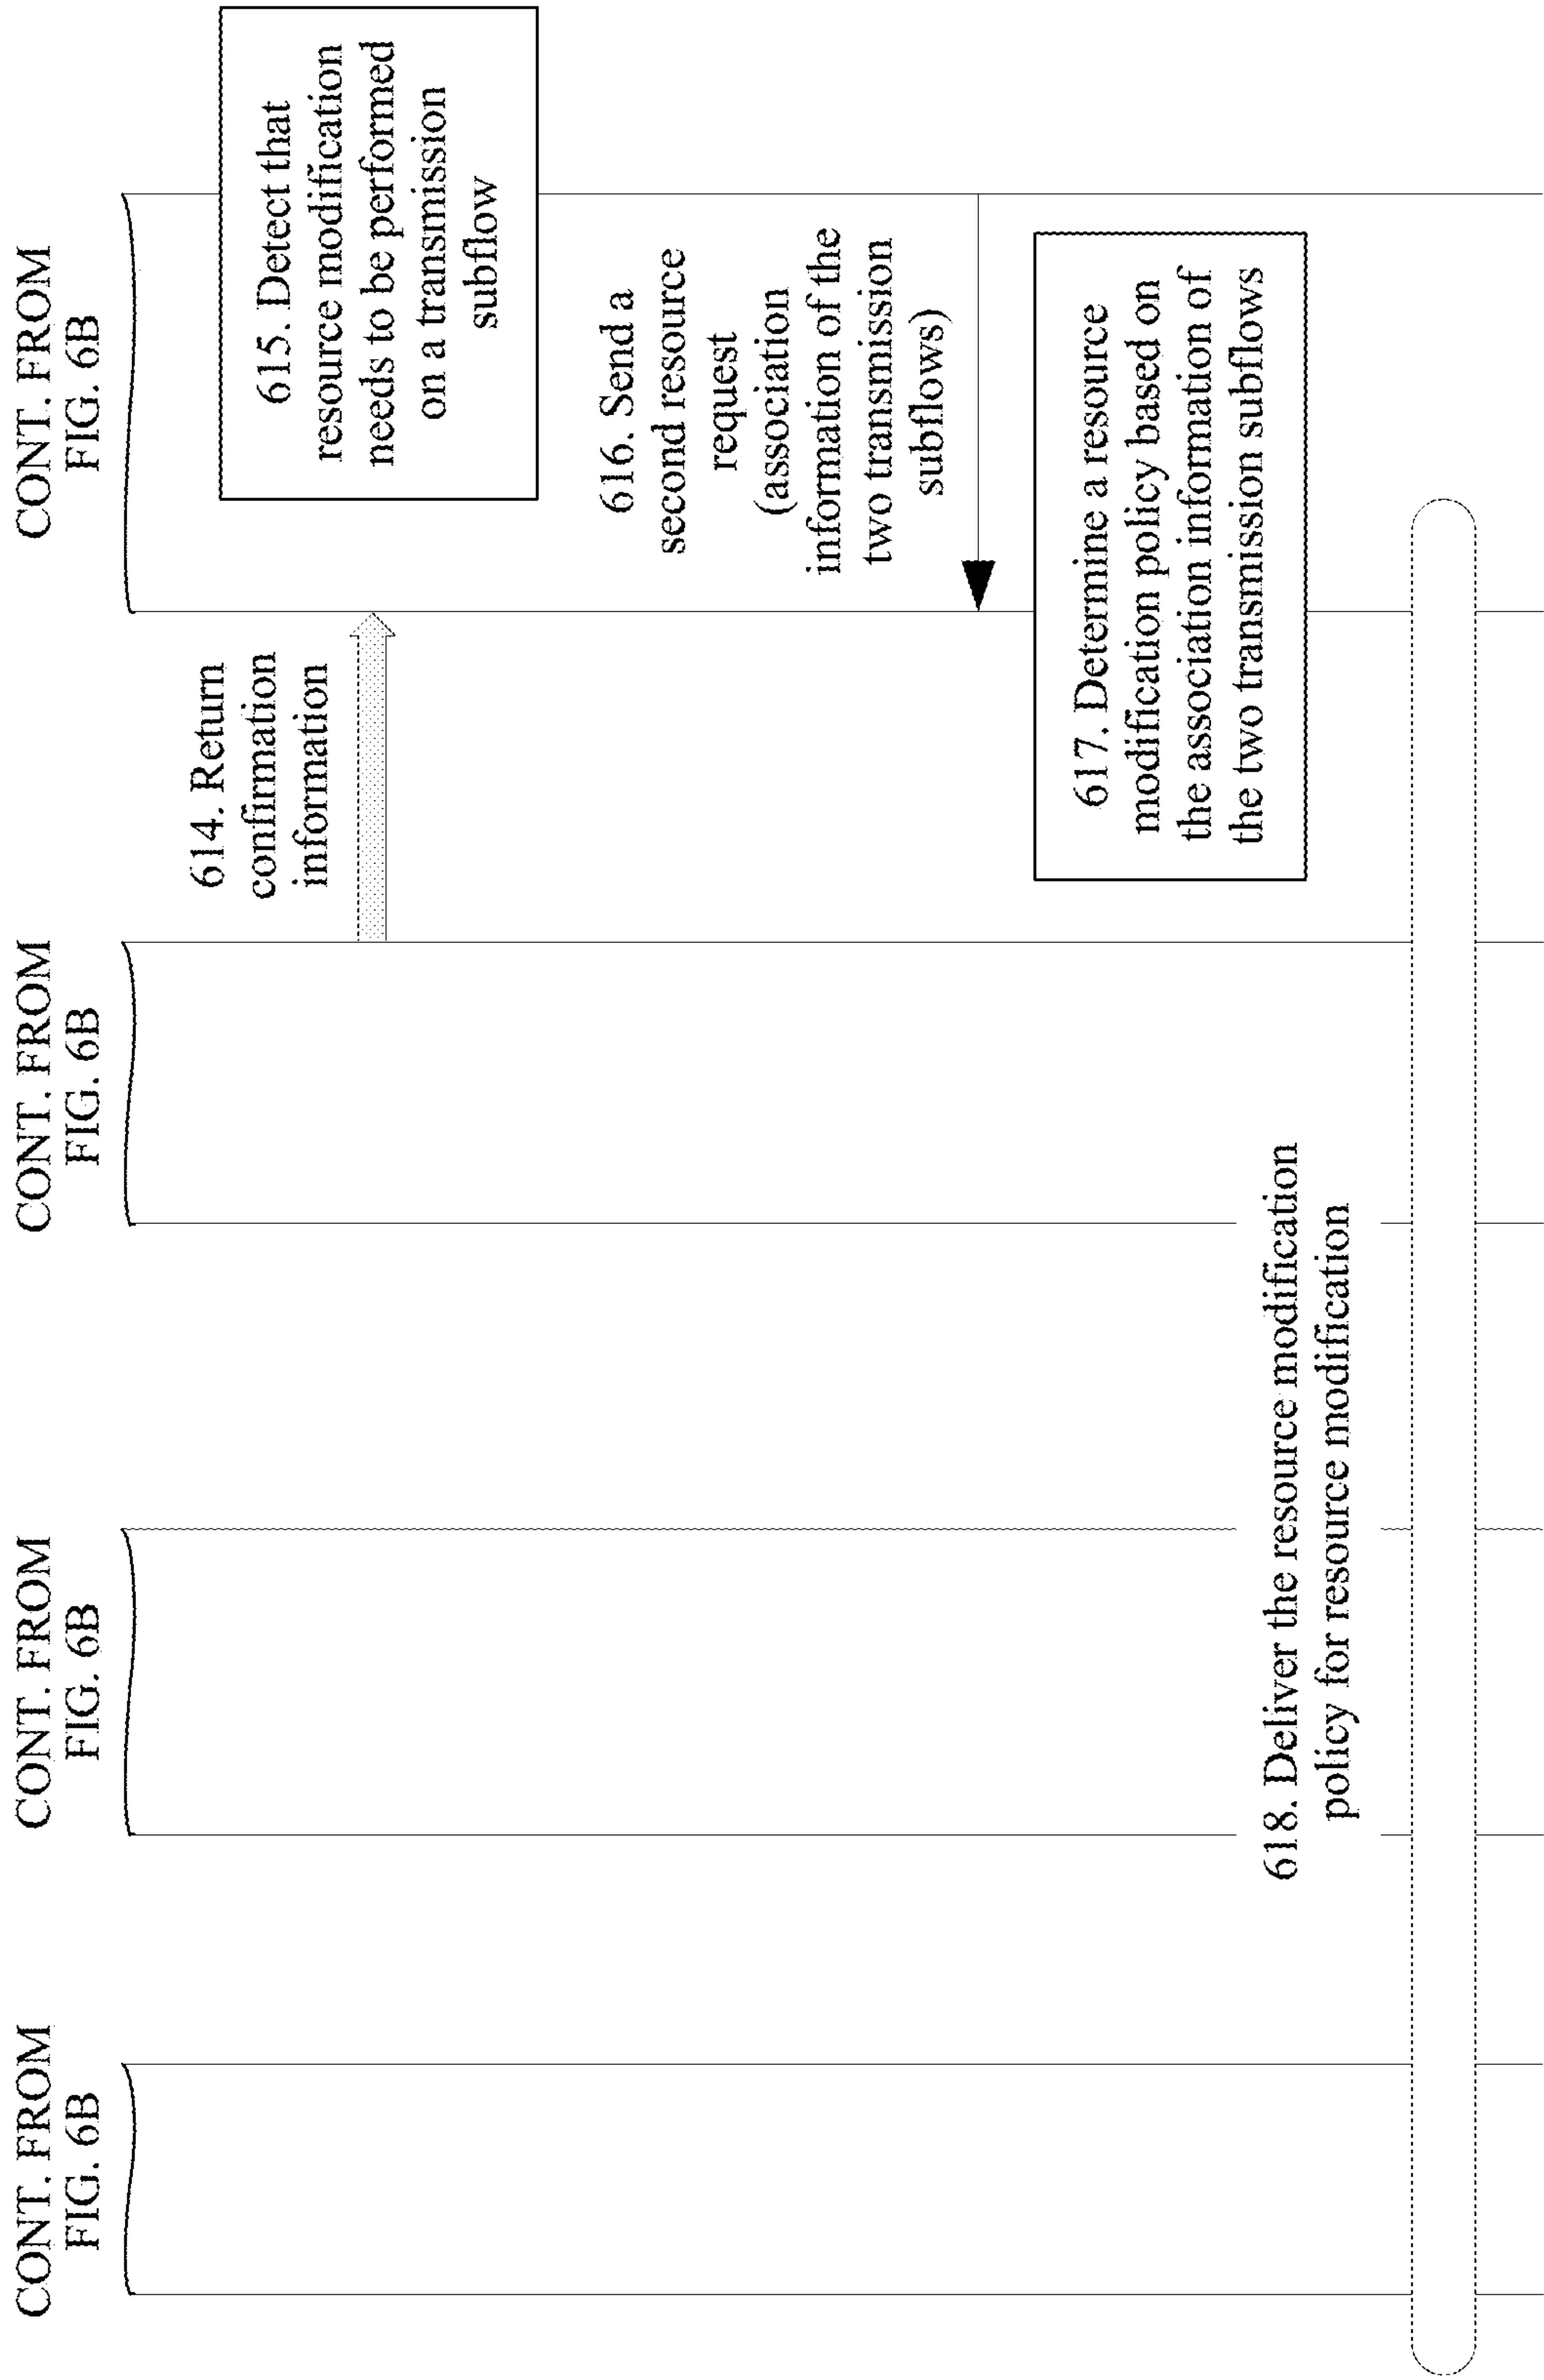 CONT. FROM
FIG. 6B
CONT. FROM
FIG. 6B
CONT. FROM
FIG. 6B
CONT. FROM
FIG. 6B
614. Return
confirmation
information
615. Detect that
resource modification
needs to be performed
on a transmission
subflow
616. Send a
second resource
request
(association
information of the
two transmission
subflows)
617. Determine a resource
modification policy based on
the association information of
the two transmission subflows
618. Deliver the resource modification
policy for resource modification